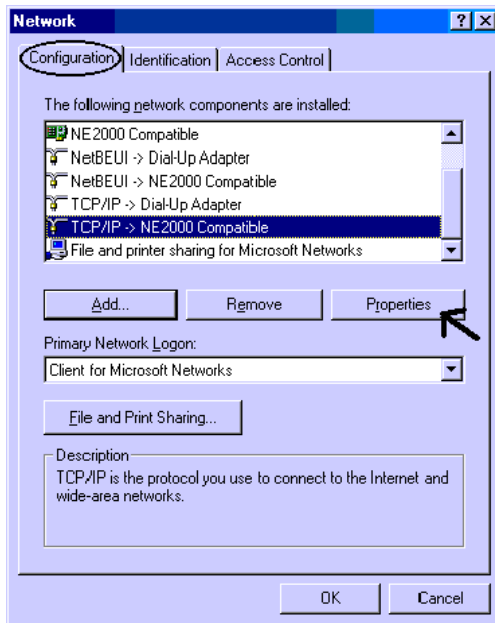 Network
Configuration Identification Access Control
The following network components are installed:
NE2000 Compatible
NetBEUI -> Dial-Up Adapter
NetBEUI -> NE2000 Compatible
TCP/IP -> Dial-Up Adapter
TCP/IP -> NE2000 Compatible
File and printer sharing for Microsoft Networks
Add... Remove Properties
Primary Network Logon:
Client for Microsoft Networks
File and Print Sharing...
Description
TCP/IP is the protocol you use to connect to the Internet and
wide-area networks.
OK Cancel